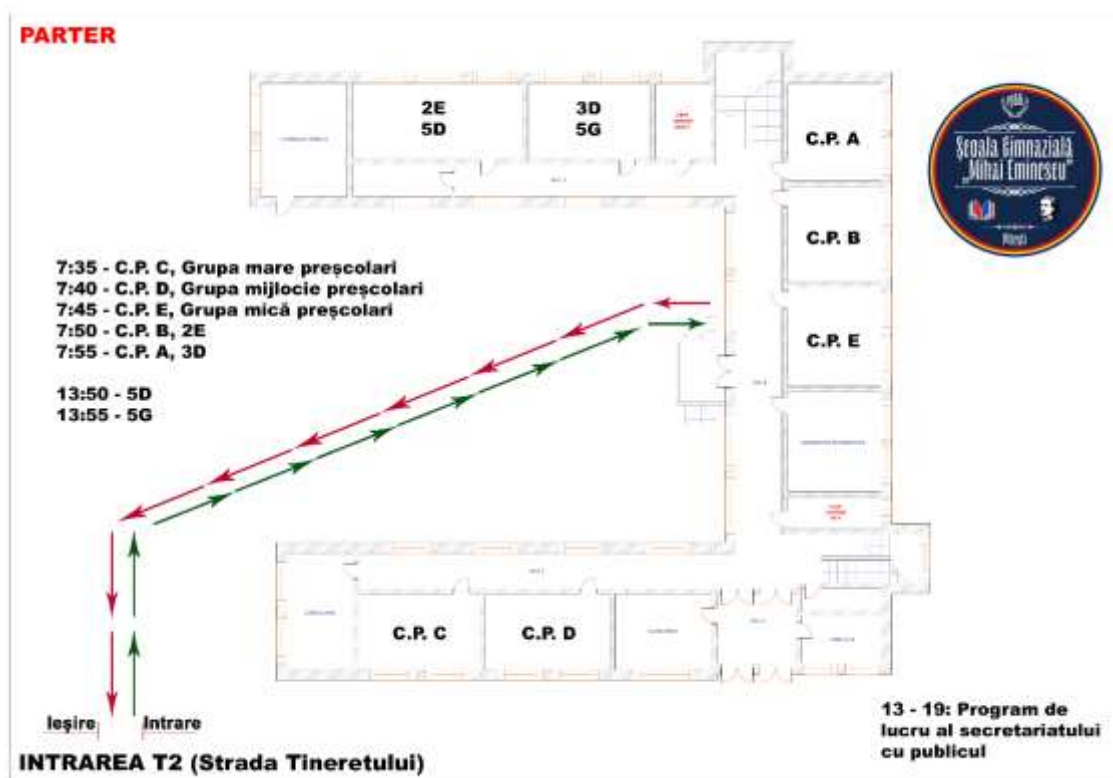 PARTER
2E
5D
3D
5G
C.P. A
Școala Gimnazială
„Mihai Eminescu”
Pitești
C.P. B
7:35 - C.P. C, Grupa mare preșcolari
7:40 - C.P. D, Grupa mijlocie preșcolari
7:45 - C.P. E, Grupa mică preșcolari
7:50 - C.P. B, 2E
7:55 - C.P. A, 3D
C.P. E
13:50 - 5D
13:55 - 5G
C.P. C
C.P. D
Ieșire
Intrare
13 - 19: Program de
lucru al secretariatului
cu publicul
INTRAREA T2 (Strada Tineretului)